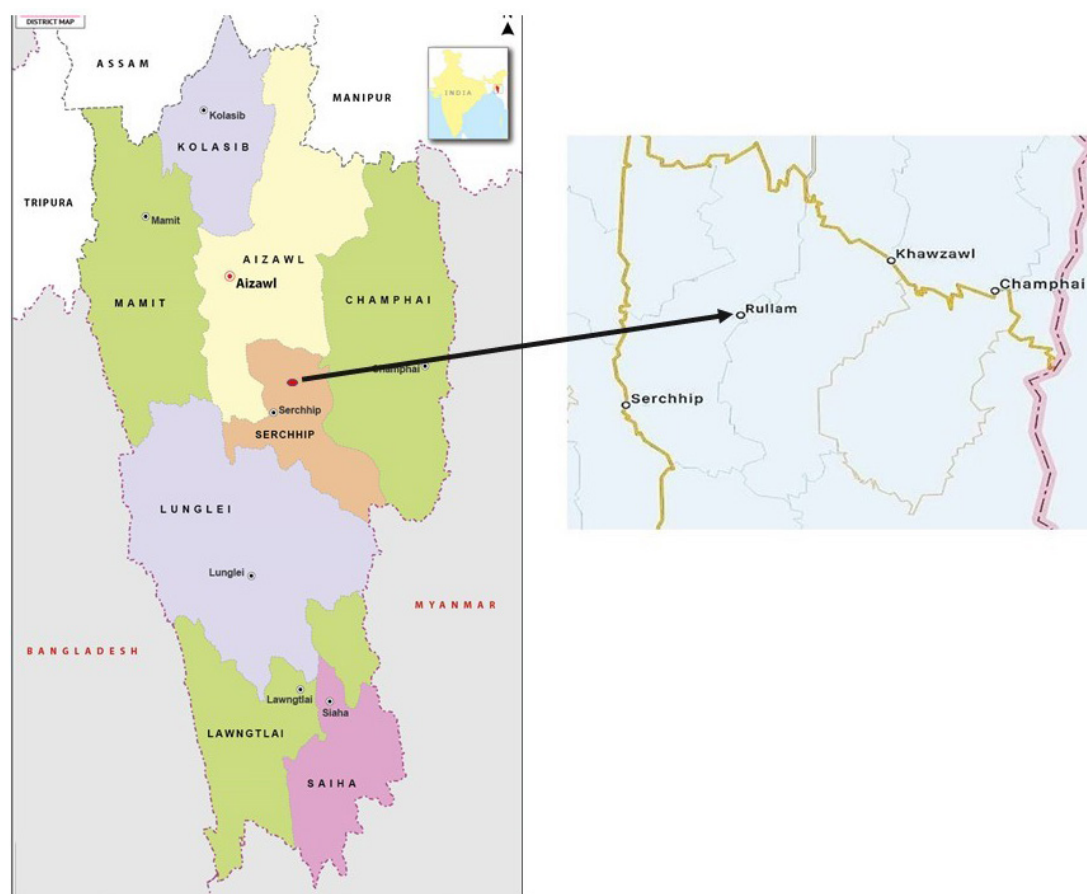 DISTRICT MAP
N
ASSAM
INDIA
MANIPUR
Kolasib
KOLASIB
TRIPURA
Mamit
AIZAWL
Aizawl
MAMIT
CHAMPHAI
Champhai
Serchhip
SERCHHIP
LUNGLEI
Lunglei
MYANMAR
BANGLADESH
Lawngtlai
Siaha
LAWNGTLAI
SAIHA
Khawzawl
Champhai
Rullam
Serchhip